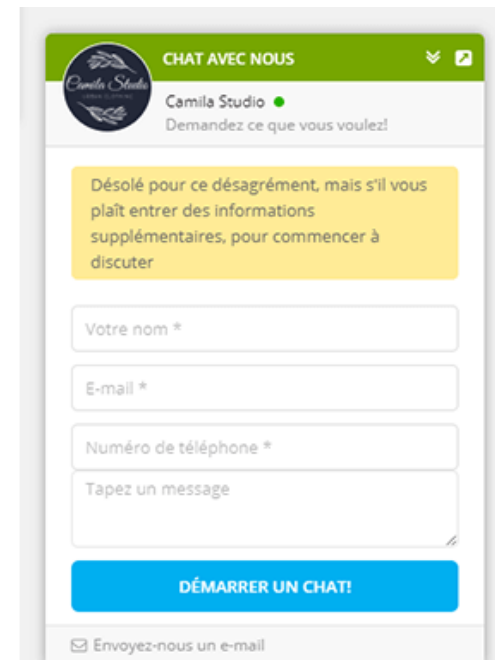 CHAT AVEC NOUS
Camila Studio
Camila Studio
Demandez ce que vous voulez!
Désolé pour ce désagrément, mais s'il vous
plaît entrer des informations
supplémentaires, pour commencer à
discuter
Votre nom *
E-mail *
Numéro de téléphone *
Tapez un message
DÉMARRER UN CHAT!
Envoyez-nous un e-mail